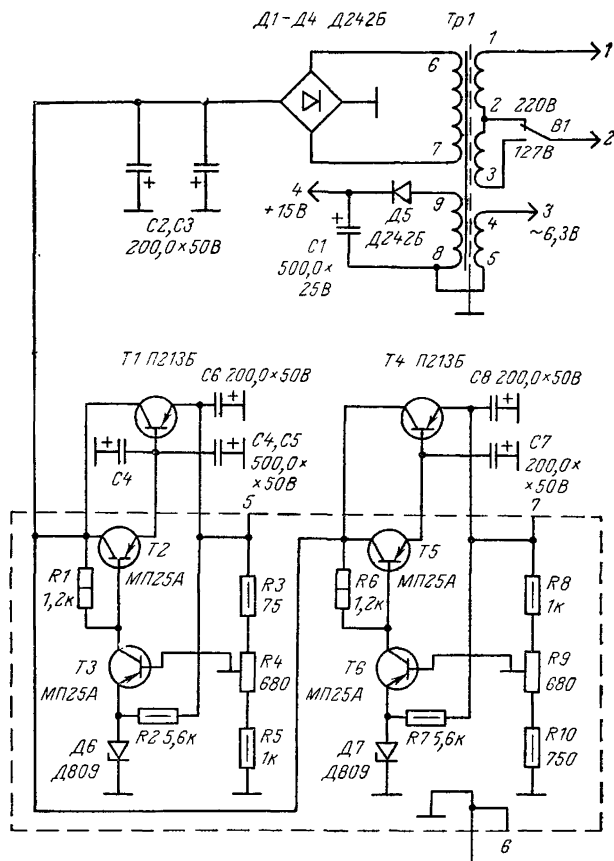 Д1-Д4 Д242Б
Тр1
6
1
1
2
220В
В1
2
127В
7
3
+
+
С2,С3
200,0×50В
4
+15В
Д5
Д242Б
9
4
3
~6,3В
+
С1
500,0×
25В
8
5
Т1 П213Б
С6 200,0×50В
+
Т4 П213Б
С8 200,0×50В
+
+
С4
+
С4,С5
500,0×
×50В
+
С7
200,0×
×50В
5
7
Т2
МП25А
R1
1,2к
R3
75
Т5
МП25А
R6
1,2к
R8
1к
Т3
МП25А
R4
680
Т6
МП25А
R9
680
R2 5,6к
R5
1к
R7 5,6к
R10
750
Д6
Д809
Д7
Д809
6